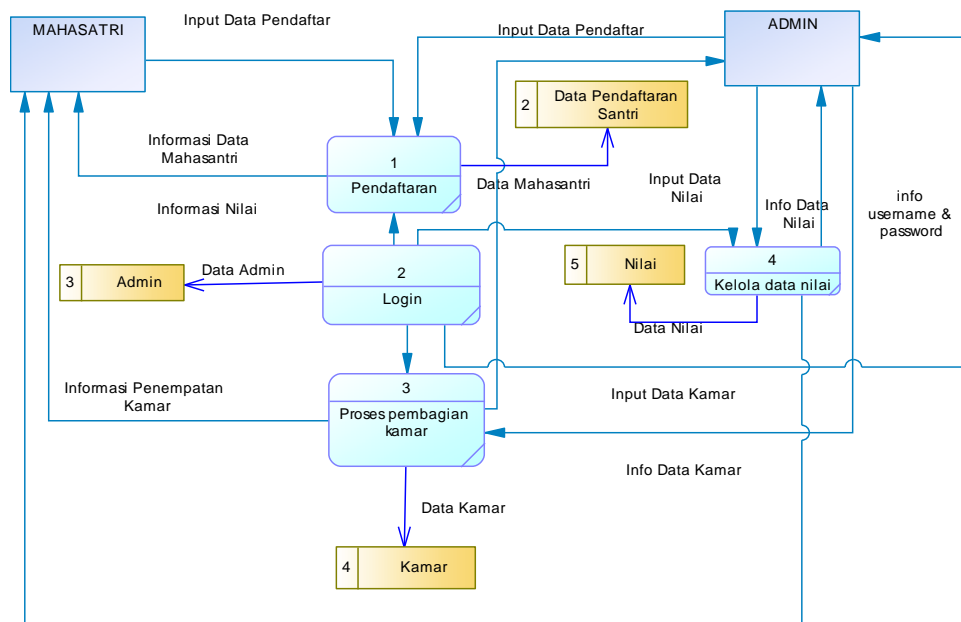 MAHASATRI
Input Data Pendaftar
Input Data Pendaftar
ADMIN
2
Data Pendaftaran
Santri
Informasi Data
Mahasantri
1
Pendaftaran
Data Mahasantri
Input Data
Nilai
Info Data
Nilai
info
username &
password
Informasi Nilai
3
Admin
Data Admin
2
Login
5
Nilai
4
Kelola data nilai
Data Nilai
Informasi Penempatan
Kamar
3
Proses pembagian
kamar
Input Data Kamar
Info Data Kamar
Data Kamar
4
Kamar